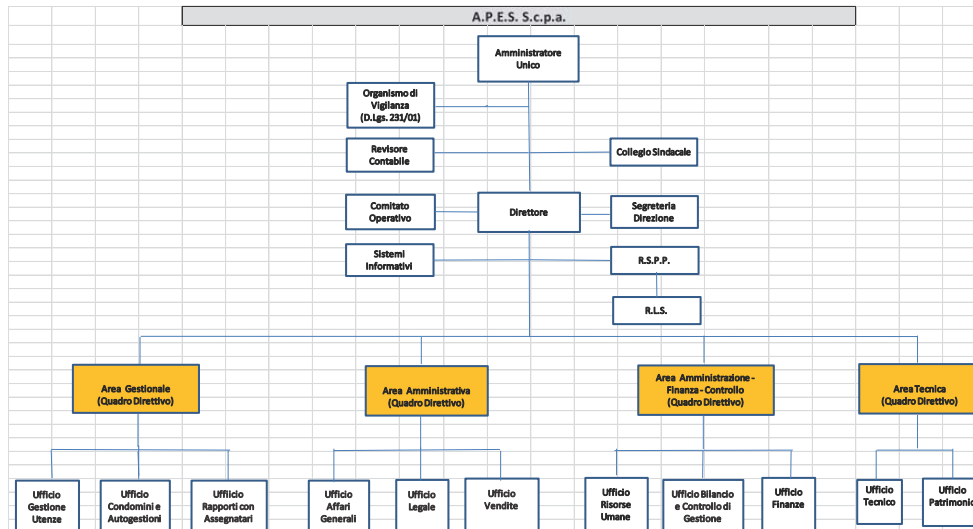 A.P.E.S. S.c.p.a.
Amministratore
Unico
Organismo di
Vigilanza
(D.Lgs. 231/01)
Revisore
Contabile
Collegio Sindacale
Comitato
Operativo
Direttore
Segreteria
Direzione
Sistemi
Informativi
R.S.P.P.
R.L.S.
Area Gestionale
(Quadro Direttivo)
Area Amministrativa
(Quadro Direttivo)
Area Amministrazione -
Finanza - Controllo
(Quadro Direttivo)
Area Tecnica
(Quadro Direttivo)
Ufficio
Gestione
Utenze
Ufficio
Condomini e
Autogestioni
Uffiicio
Rapporti con
Assegnatari
Ufficio
Affari
Generali
Ufficio
Legale
Ufficio
Vendite
Ufficio
Risorse
Umane
Ufficio Bilancio
e Controllo di
Gestione
Ufficio
Finanze
Ufficio
Tecnico
Ufficio
Patrimonio